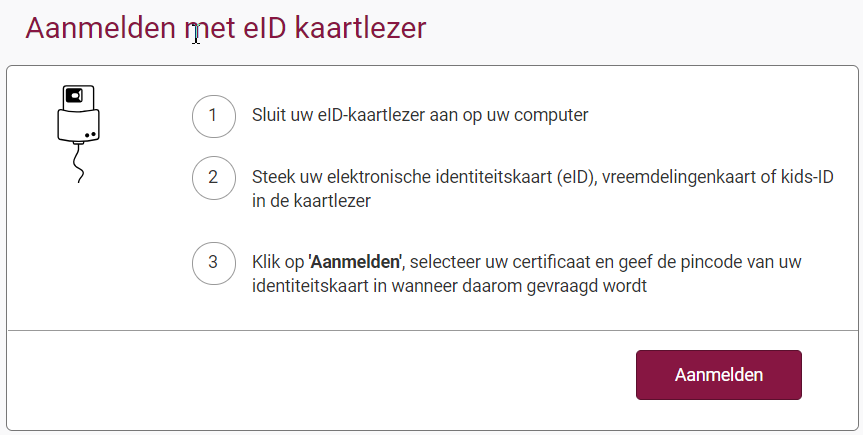 Aanmelden met eID kaartlezer
1 Sluit uw eID-kaartlezer aan op uw computer
2 Steek uw elektronische identiteitskaart (eID), vreemdelingenkaart of kids-ID
in de kaartlezer
3 Klik op 'Aanmelden', selecteer uw certificaat en geef de pincode van uw
identiteitskaart in wanneer daarom gevraagd wordt
Aanmelden